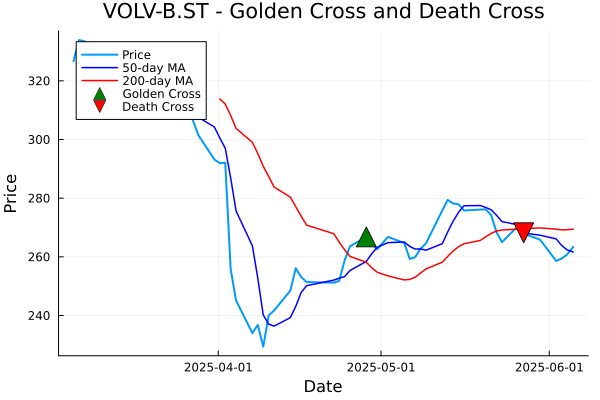 VOLV-B.ST - Golden Cross and Death Cross
Price
50-day MA
200-day MA
Golden Cross
Death Cross
320
300
280
260
240
Price
2025-04-01
2025-05-01
2025-06-01
Date